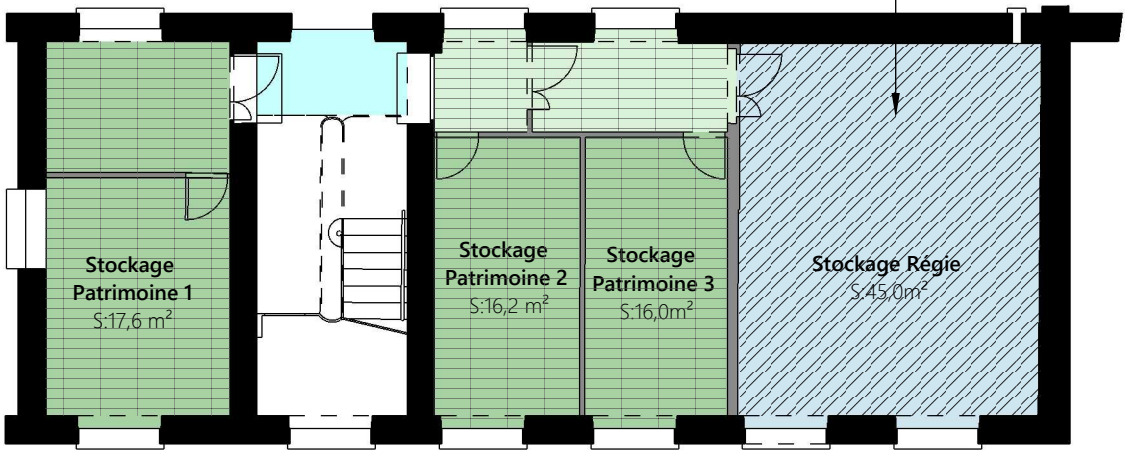 Stockage
Patrimoine 1
S:17,6 m²
Stockage
Patrimoine 2
S:16,2 m²
Stockage
Patrimoine 3
S:16,0m²
Stockage Régie
S:45,0m²